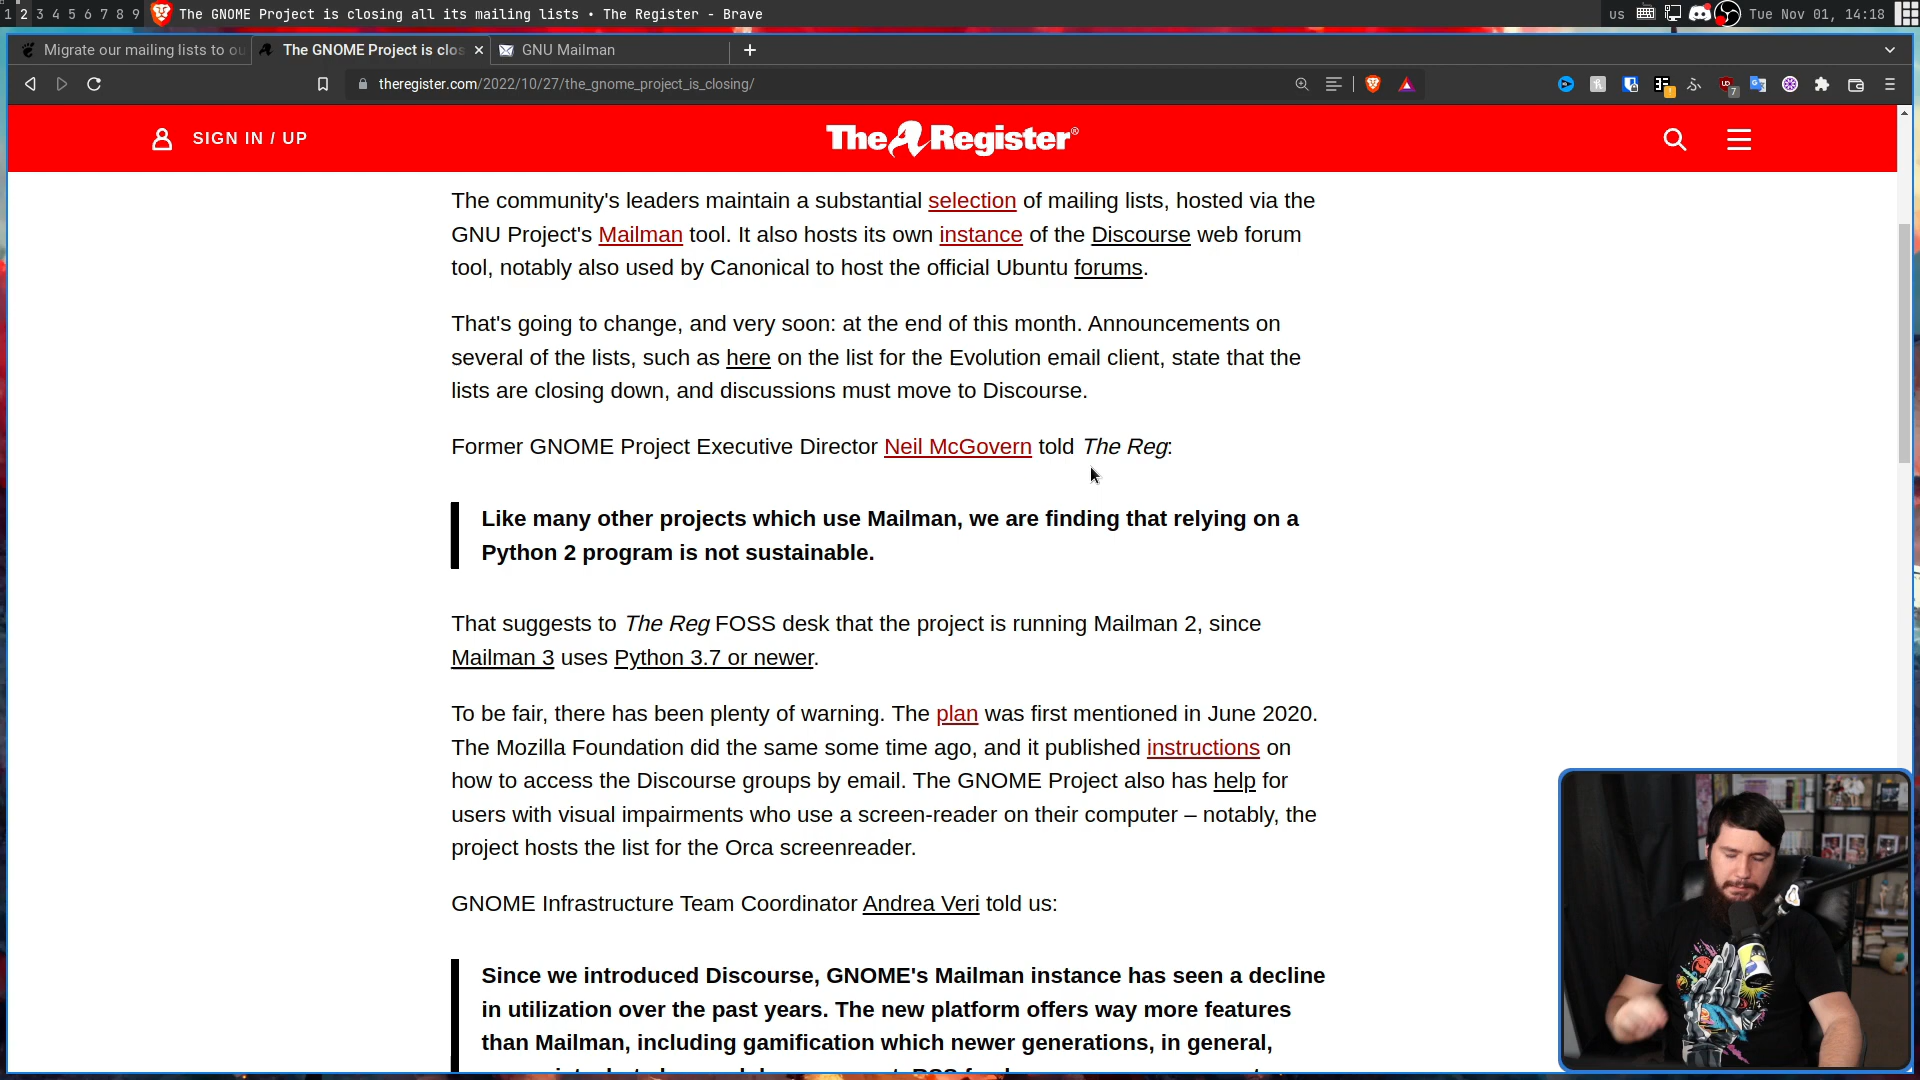 1 2 3 4 5 6 7 8 9 The GNOME Project is closing all its mailing lists • The Register - Brave
us Tue Nov 01, 14:18
Migrate our mailing lists to ou
The GNOME Project is clos
GNU Mailman
theregister.com/2022/10/27/the_gnome_project_is_closing/
7
SIGN IN / UP
The Register®
The community's leaders maintain a substantial selection of mailing lists, hosted via the
GNU Project's Mailman tool. It also hosts its own instance of the Discourse web forum
tool, notably also used by Canonical to host the official Ubuntu forums.
That's going to change, and very soon: at the end of this month. Announcements on
several of the lists, such as here on the list for the Evolution email client, state that the
lists are closing down, and discussions must move to Discourse.
Former GNOME Project Executive Director Neil McGovern told The Reg:
Like many other projects which use Mailman, we are finding that relying on a
Python 2 program is not sustainable.
That suggests to The Reg FOSS desk that the project is running Mailman 2, since
Mailman 3 uses Python 3.7 or newer.
To be fair, there has been plenty of warning. The plan was first mentioned in June 2020.
The Mozilla Foundation did the same some time ago, and it published instructions on
how to access the Discourse groups by email. The GNOME Project also has help for
users with visual impairments who use a screen-reader on their computer – notably, the
project hosts the list for the Orca screenreader.
GNOME Infrastructure Team Coordinator Andrea Veri told us:
Since we introduced Discourse, GNOME's Mailman instance has seen a decline
in utilization over the past years. The new platform offers way more features
than Mailman, including gamification which newer generations, in general,